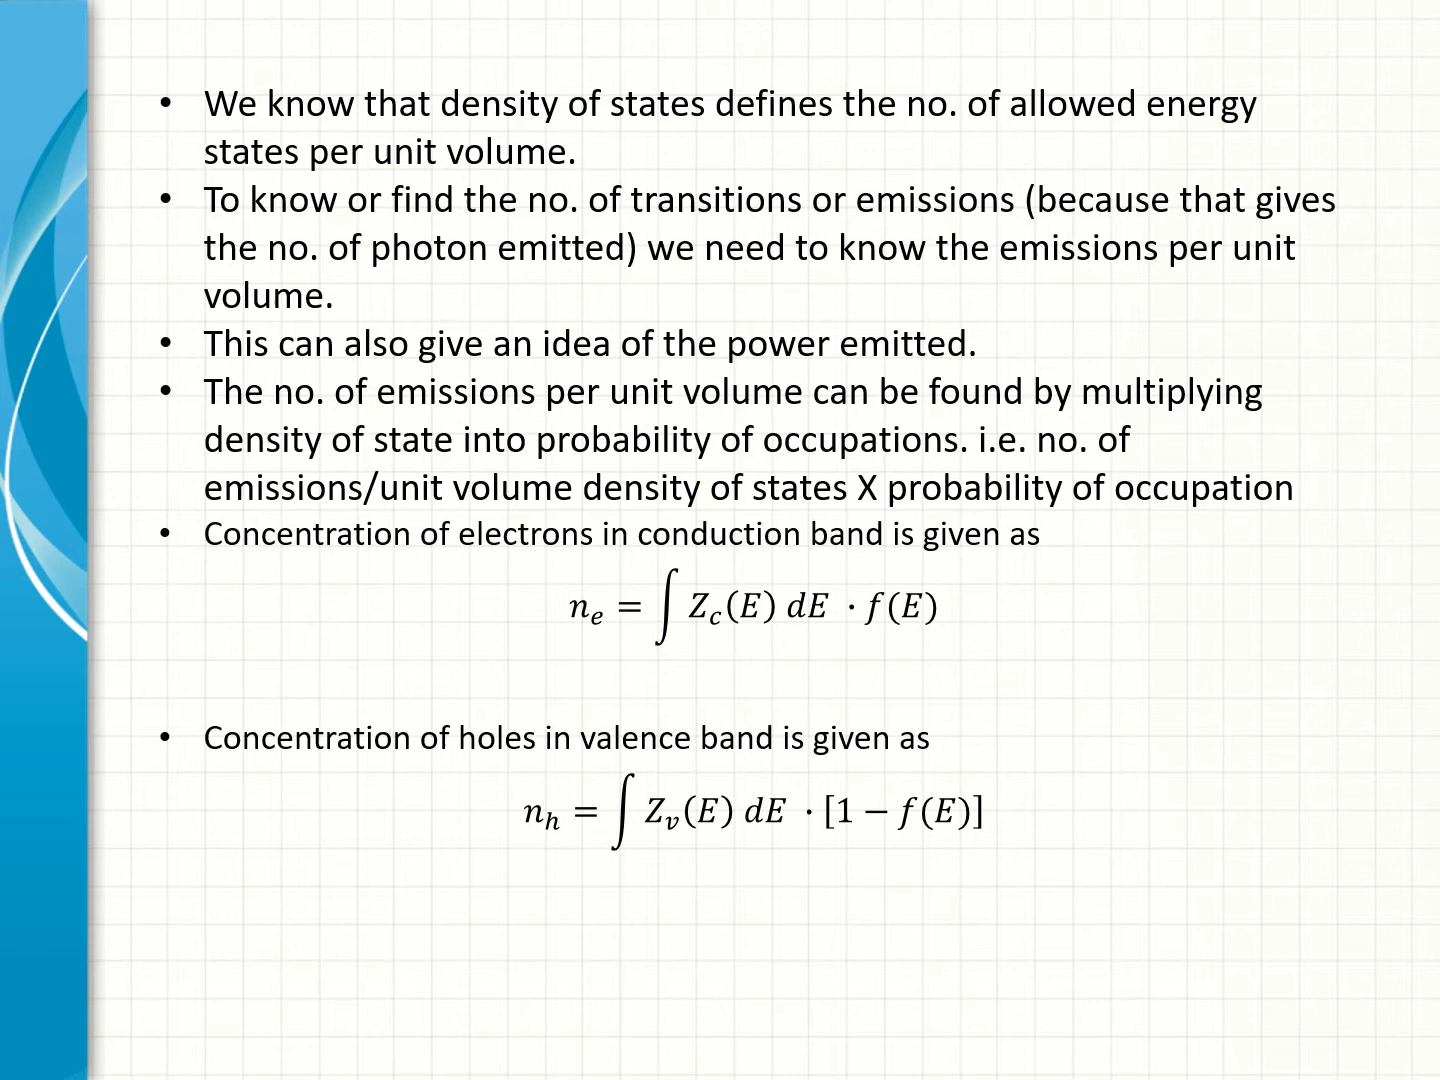 • We know that density of states defines the no. of allowed energy
states per unit volume.
• To know or find the no. of transitions or emissions (because that gives
the no. of photon emitted) we need to know the emissions per unit
volume.
• This can also give an idea of the power emitted.
• The no. of emissions per unit volume can be found by multiplying
density of state into probability of occupations. i.e. no. of
emissions/unit volume density of states X probability of occupation
• Concentration of electrons in conduction band is given as
nₑ = ∫ Z_c(E) dE · f(E)
• Concentration of holes in valence band is given as
nₕ = ∫ Zᵥ(E) dE · [1 − f(E)]